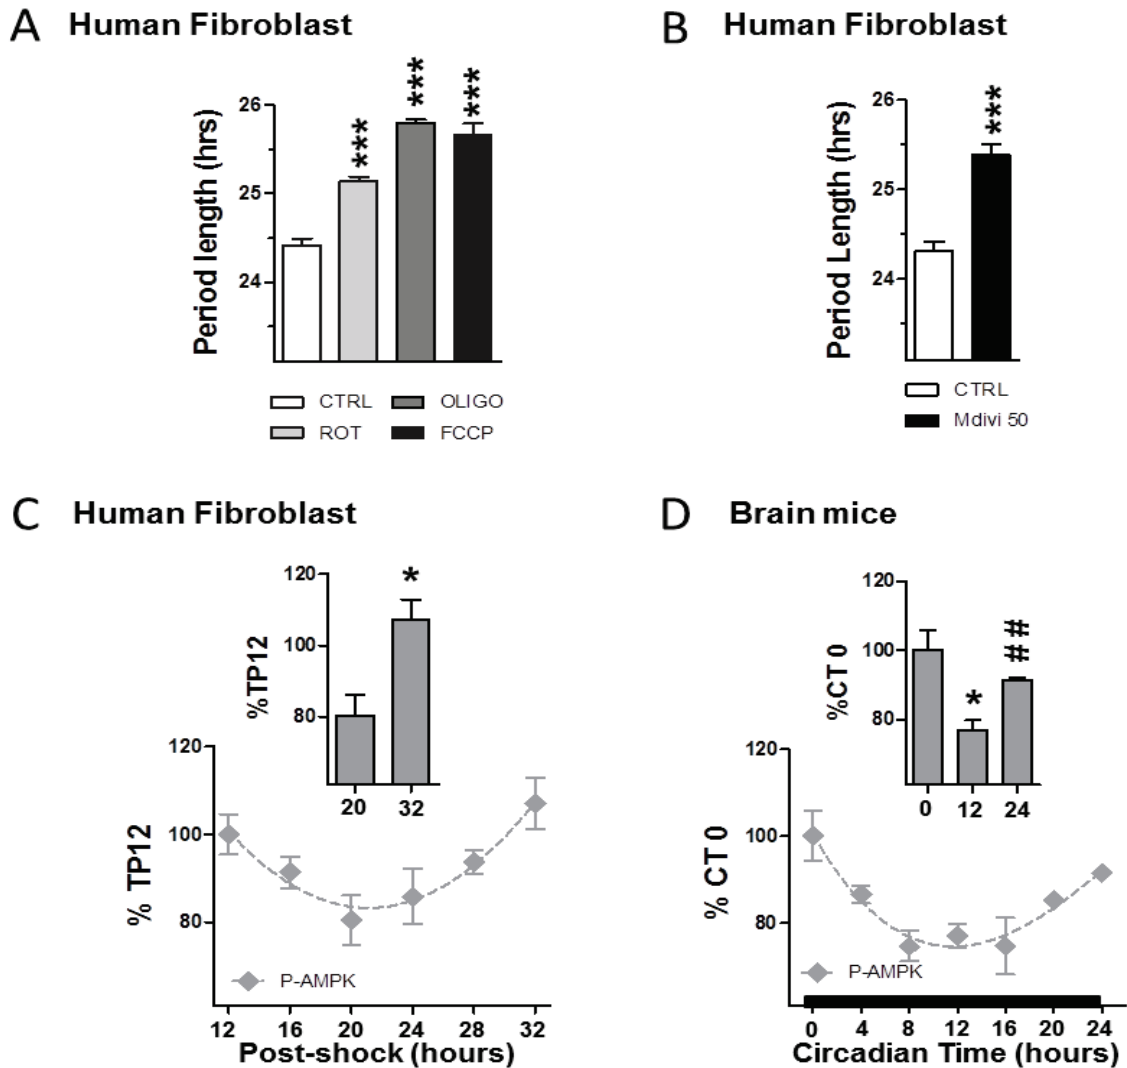 A Human Fibroblast
Period length (hrs)
26
25
24
***
***
***
CTRL OLIGO
ROT FCCP
B Human Fibroblast
Period Length (hrs)
26
25
24
***
CTRL
Mdivi 50
C Human Fibroblast
%TP12
120
100
80
*
20 32
% TP12
120
100
80
P-AMPK
12 16 20 24 28 32
Post-shock (hours)
D Brain mice
%CT 0
120
100
80
*
##
0 12 24
% CT 0
120
100
80
P-AMPK
0 4 8 12 16 20 24
Circadian Time (hours)